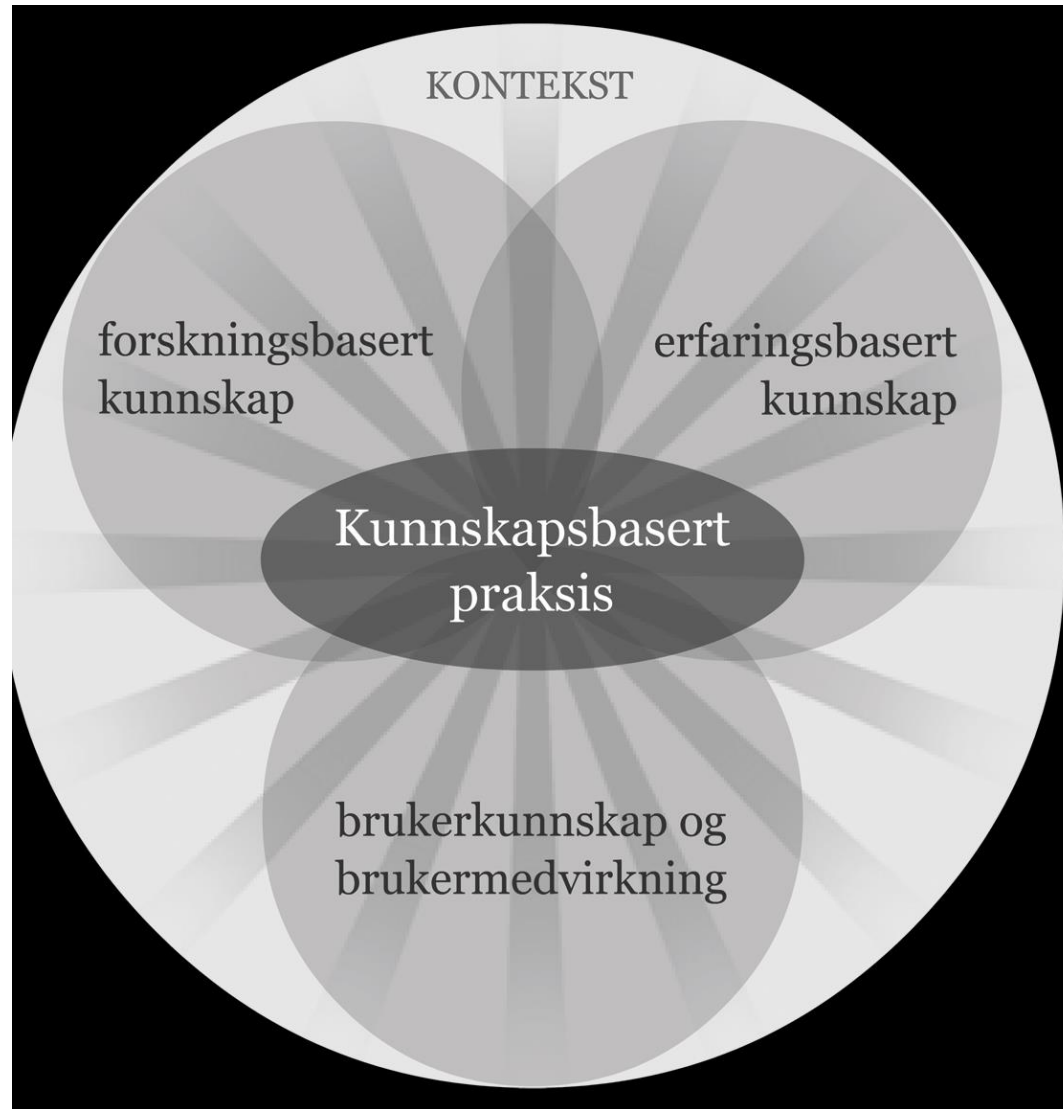 KONTEKST
forskningsbasert
kunnskap
erfaringsbasert
kunnskap
Kunnskapsbasert
praksis
brukerkunnskap og
brukermedvirkning